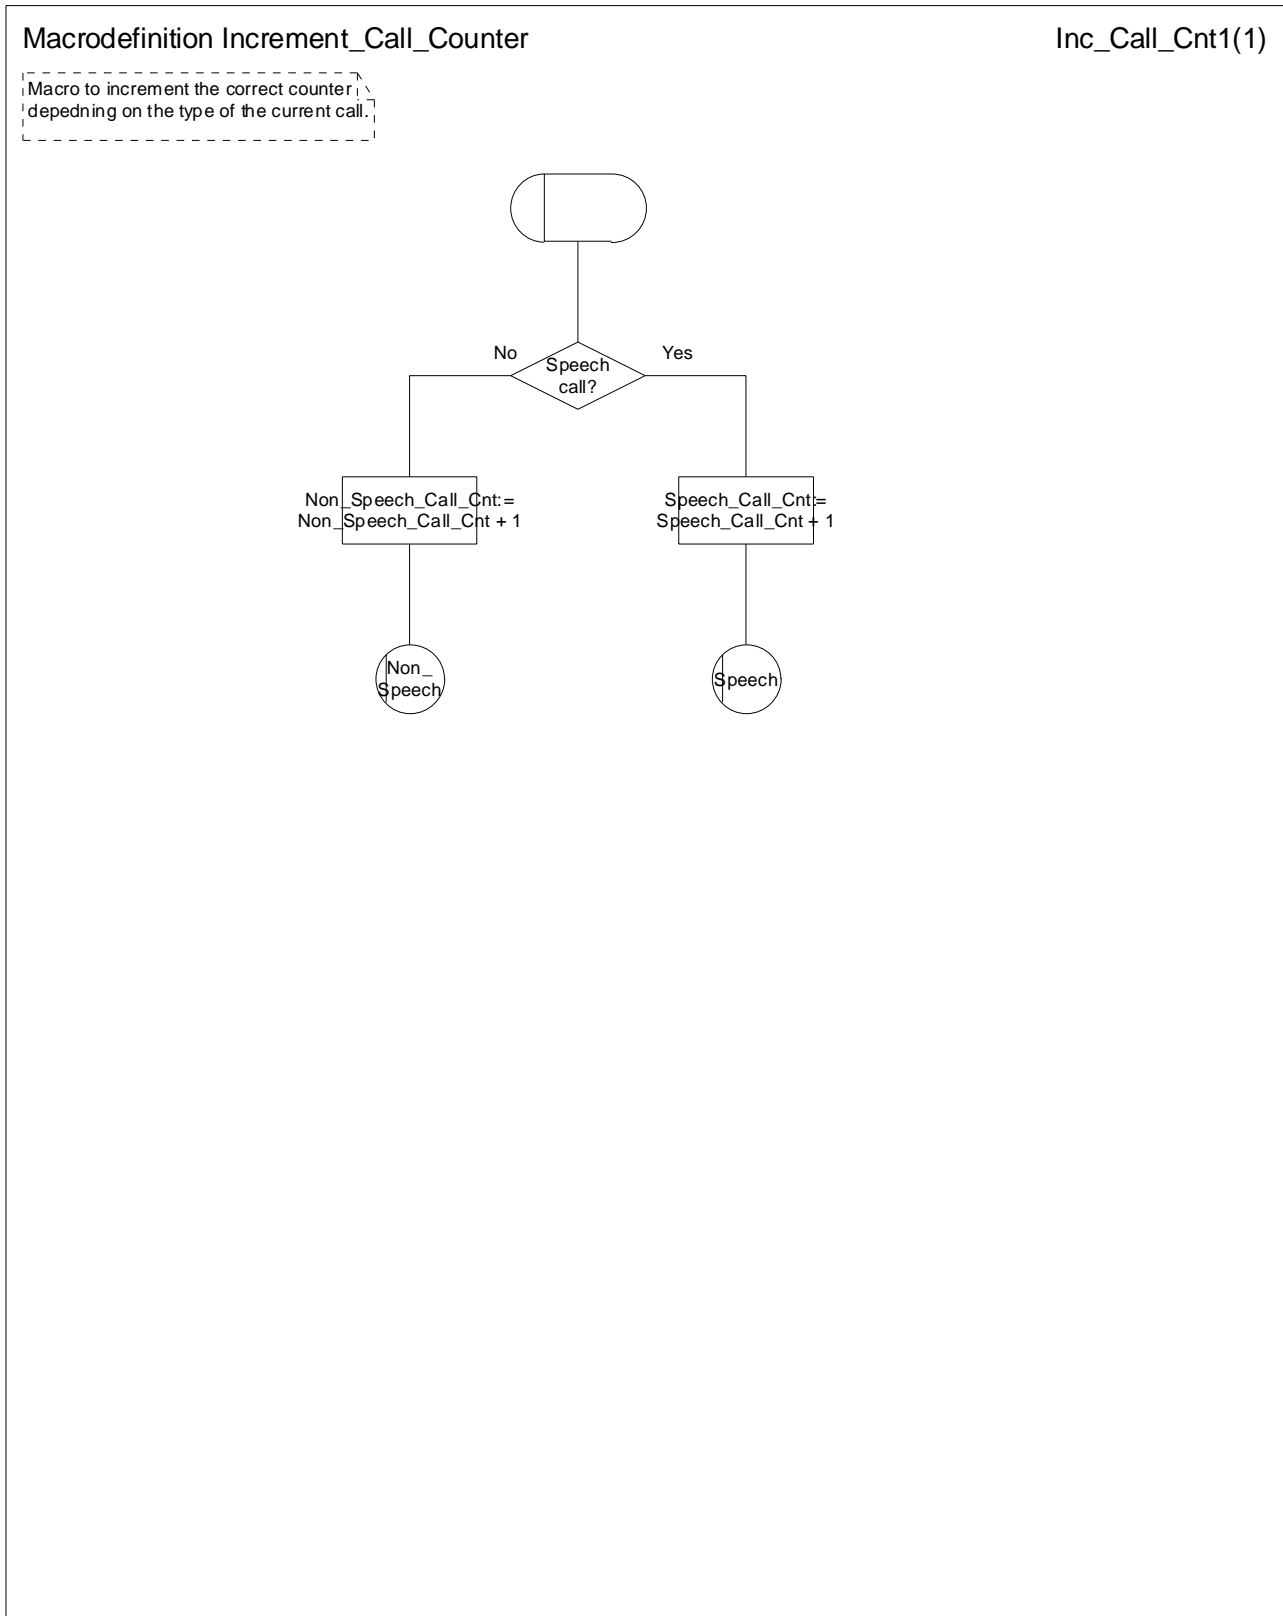 Macrodefinition Increment_Call_Counter
Inc_Call_Cnt1(1)
Macro to increment the correct counter
depedning on the type of the current call.
No
Yes
Speech
call?
Non_Speech_Call_Cnt:=
Non_Speech_Call_Cnt + 1
Speech_Call_Cnt:=
Speech_Call_Cnt + 1
Non_
Speech
Speech